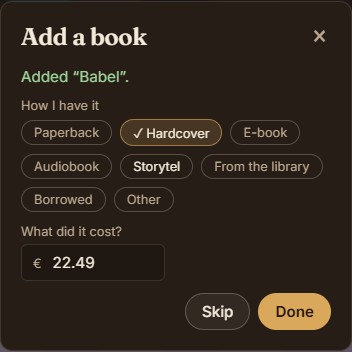 Add a book ×
Added “Babel”.
How I have it
Paperback ✓ Hardcover E-book
Audiobook Storytel From the library
Borrowed Other
What did it cost?
€ 22.49
Skip Done